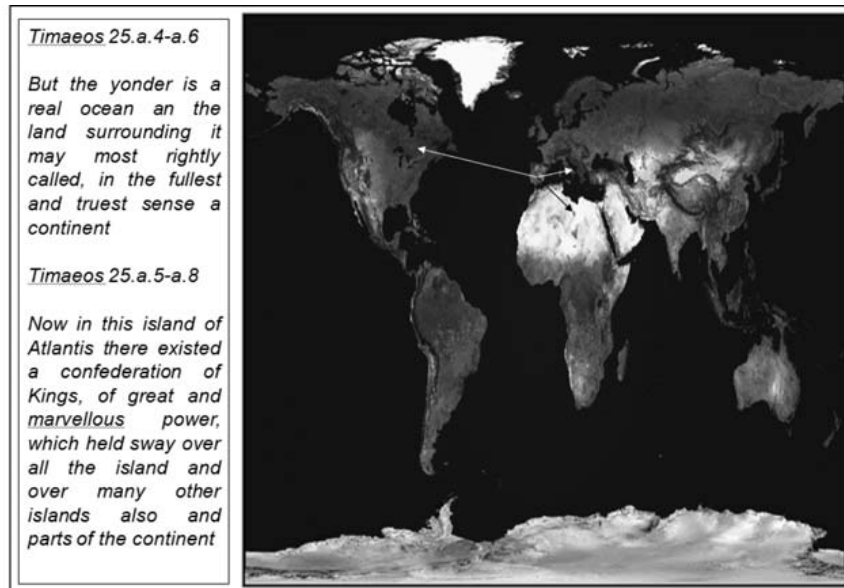 Timaeos 25.a.4-a.6
But the yonder is a
real ocean an the
land surrounding it
may most rightly
called, in the fullest
and truest sense a
continent
Timaeos 25.a.5-a.8
Now in this island of
Atlantis there existed
a confederation of
Kings, of great and
marvellous power,
which held sway over
all the island and
over many other
islands also and
parts of the continent